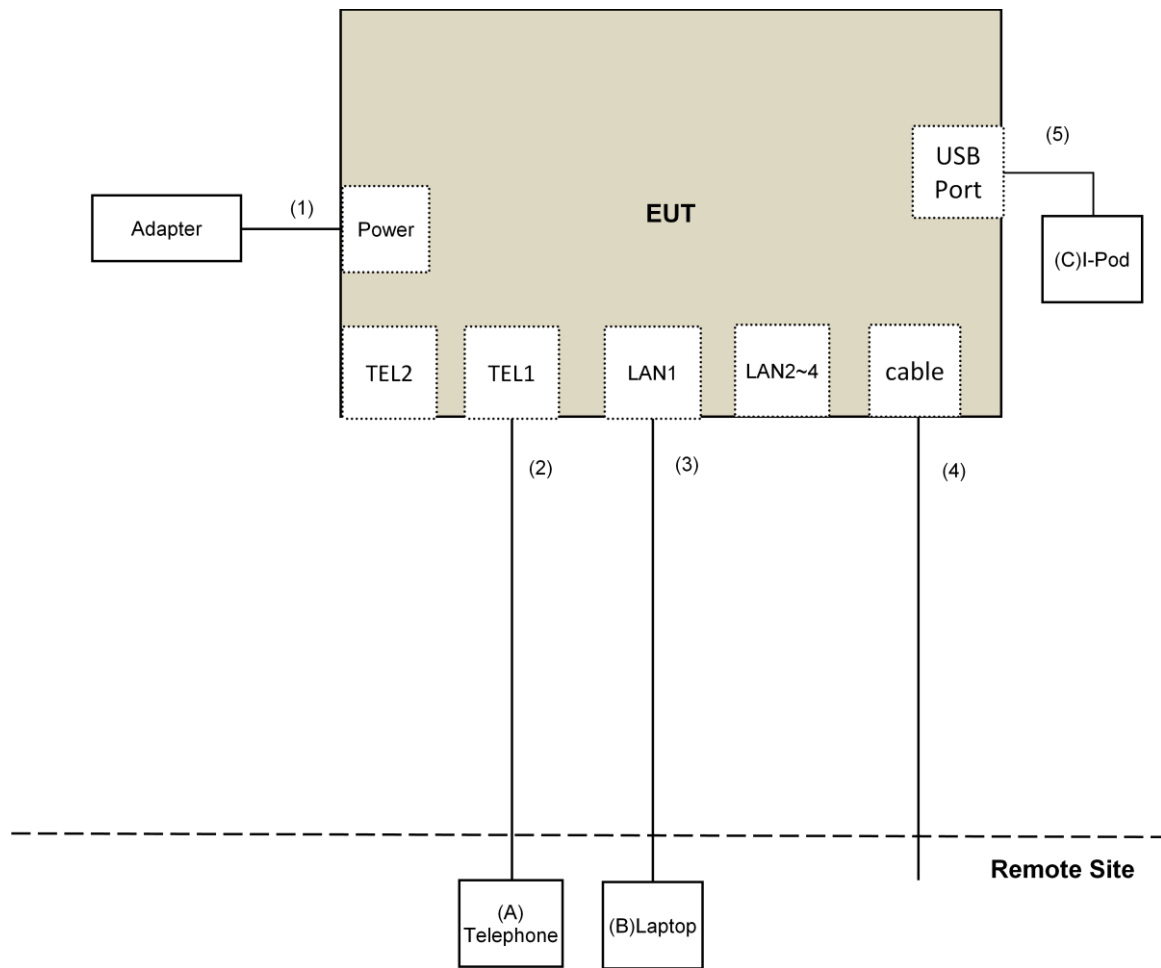 (5)
USB
Port
EUT
(1)
Adapter
Power
(C)I-Pod
TEL2
TEL1
LAN1
LAN2~4
cable
(2)
(3)
(4)
Remote Site
(A)
Telephone
(B)Laptop